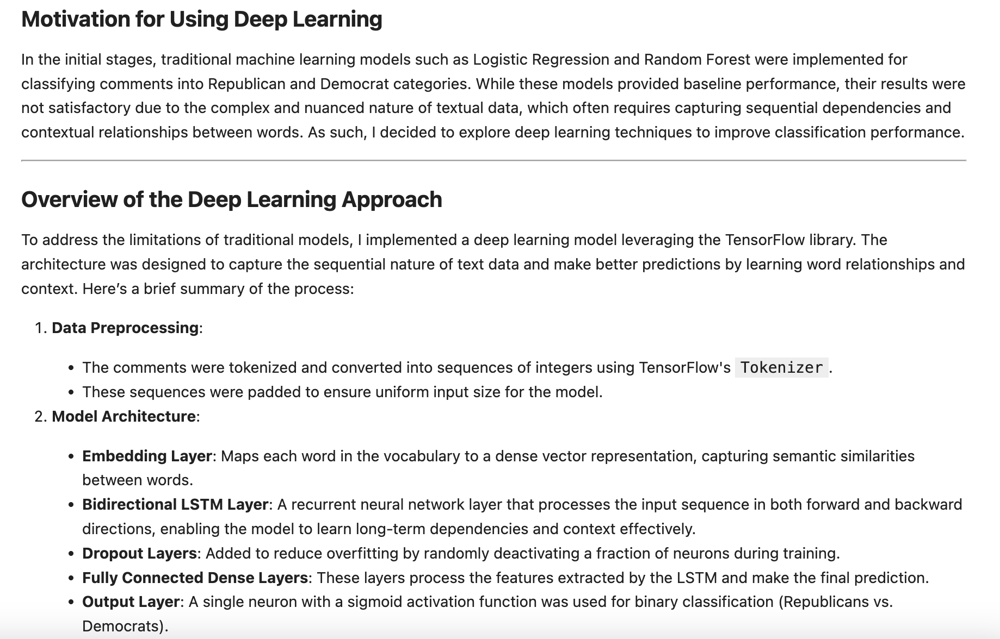 Motivation for Using Deep Learning
In the initial stages, traditional machine learning models such as Logistic Regression and Random Forest were implemented for
classifying comments into Republican and Democrat categories. While these models provided baseline performance, their results were
not satisfactory due to the complex and nuanced nature of textual data, which often requires capturing sequential dependencies and
contextual relationships between words. As such, I decided to explore deep learning techniques to improve classification performance.
Overview of the Deep Learning Approach
To address the limitations of traditional models, I implemented a deep learning model leveraging the TensorFlow library. The
architecture was designed to capture the sequential nature of text data and make better predictions by learning word relationships and
context. Here’s a brief summary of the process:
1. Data Preprocessing:
• The comments were tokenized and converted into sequences of integers using TensorFlow's Tokenizer.
• These sequences were padded to ensure uniform input size for the model.
2. Model Architecture:
• Embedding Layer: Maps each word in the vocabulary to a dense vector representation, capturing semantic similarities
between words.
• Bidirectional LSTM Layer: A recurrent neural network layer that processes the input sequence in both forward and backward
directions, enabling the model to learn long-term dependencies and context effectively.
• Dropout Layers: Added to reduce overfitting by randomly deactivating a fraction of neurons during training.
• Fully Connected Dense Layers: These layers process the features extracted by the LSTM and make the final prediction.
• Output Layer: A single neuron with a sigmoid activation function was used for binary classification (Republicans vs.
Democrats).